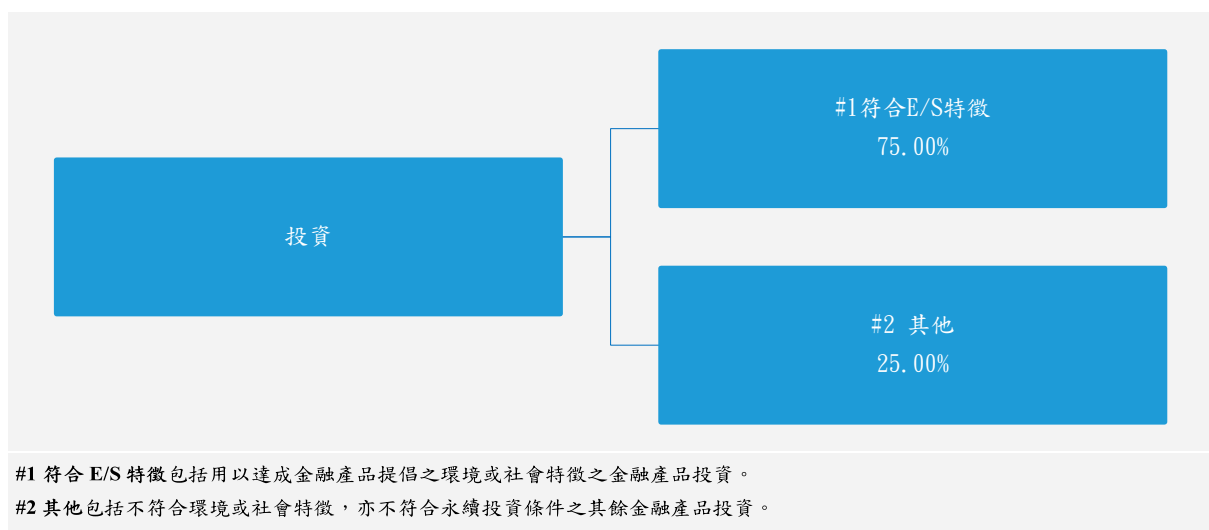 投資
#1符合E/S特徵
75.00%
#2 其他
25.00%
#1 符合 E/S 特徵包括用以達成金融產品提倡之環境或社會特徵之金融產品投資。
#2 其他包括不符合環境或社會特徵，亦不符合永續投資條件之其餘金融產品投資。